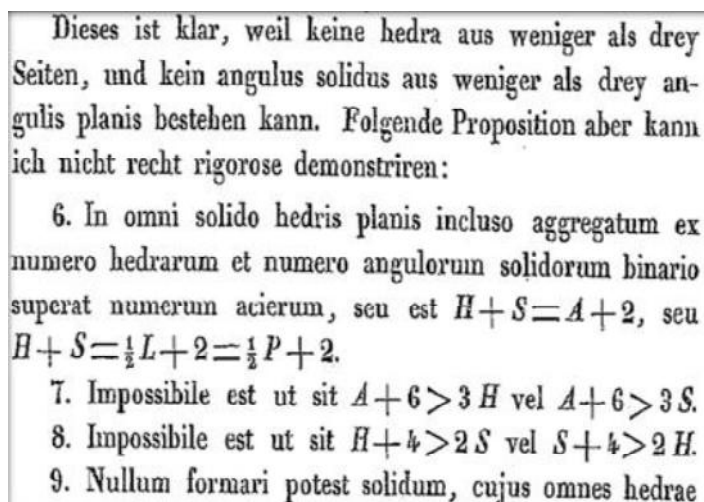 Dieses ist klar, weil keine hedra aus weniger als drey
Seiten, und kein angulus solidus aus weniger als drey an-
gulis planis bestehen kann. Folgende Proposition aber kann
ich nicht recht rigorose demonstriren:
6. In omni solido hedris planis incluso aggregatum ex
numero hedrarum et numero angulorum solidorum binario
superat numerum acierum, seu est H+S=A+2, seu
H+S=½L+2=½P+2.
7. Impossibile est ut sit A+6>3H vel A+6>3S.
8. Impossibile est ut sit H+4>2S vel S+4>2H.
9. Nullum formari potest solidum, cujus omnes hedrae